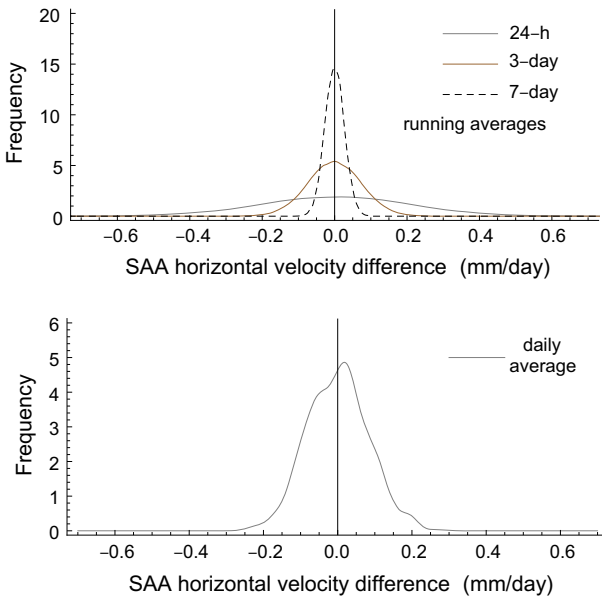 20
15
10
5
0
Frequency
24–h
3–day
7–day
running averages
−0.6
−0.4
−0.2
0.0
0.2
0.4
0.6
SAA horizontal velocity difference (mm/day)
6
5
4
3
2
1
0
Frequency
daily
average
−0.6
−0.4
−0.2
0.0
0.2
0.4
0.6
SAA horizontal velocity difference (mm/day)